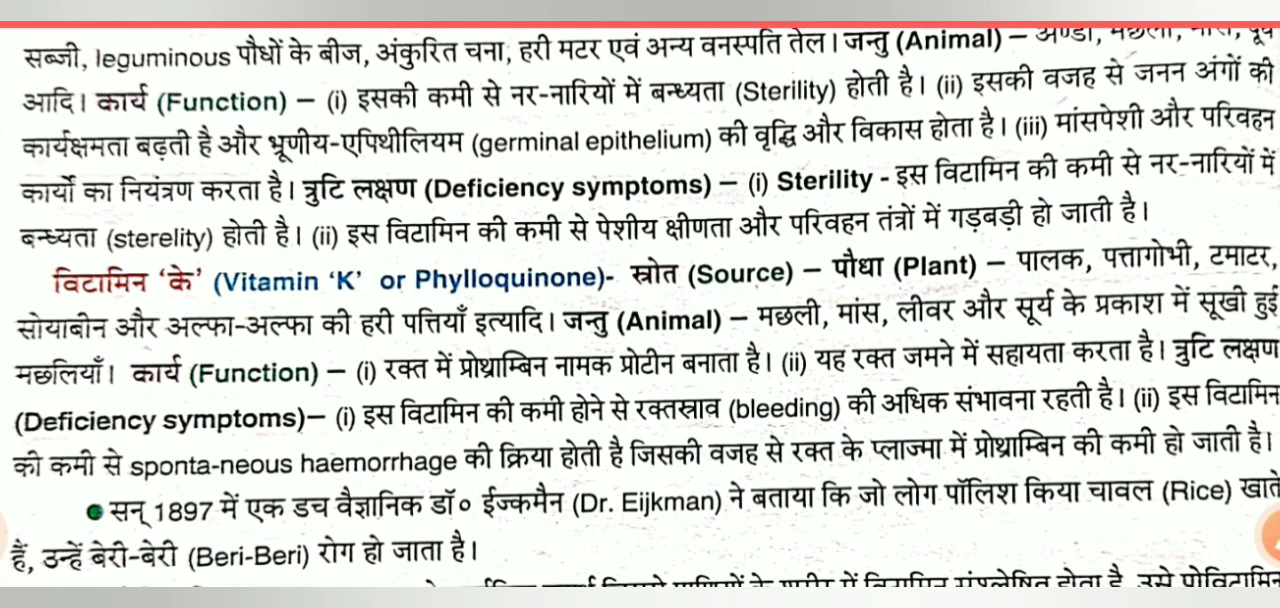 सब्जी, leguminous पौधों के बीज, अंकुरित चना, हरी मटर एवं अन्य वनस्पति तेल। जन्तु (Animal) – अण्डा, मछली,
आदि। कार्य (Function) – (i) इसकी कमी से नर-नारियों में बन्ध्यता (Sterility) होती है। (ii) इसकी वजह से जनन अंगों की
कार्यक्षमता बढ़ती है और भ्रूणीय-एपिथीलियम (germinal epithelium) की वृद्धि और विकास होता है। (iii) मांसपेशी और परिवहन
कार्यों का नियंत्रण करता है। त्रुटि लक्षण (Deficiency symptoms) – (i) Sterility - इस विटामिन की कमी से नर-नारियों में
बन्ध्यता (sterelity) होती है। (ii) इस विटामिन की कमी से पेशीय क्षीणता और परिवहन तंत्रों में गड़बड़ी हो जाती है।
विटामिन ‘के’ (Vitamin ‘K’ or Phylloquinone)- स्रोत (Source) – पौधा (Plant) – पालक, पत्तागोभी, टमाटर,
सोयाबीन और अल्फा-अल्फा की हरी पत्तियाँ इत्यादि। जन्तु (Animal) – मछली, मांस, लीवर और सूर्य के प्रकाश में सूखी हुई
मछलियाँ। कार्य (Function) – (i) रक्त में प्रोथ्राम्बिन नामक प्रोटीन बनाता है। (ii) यह रक्त जमने में सहायता करता है। त्रुटि लक्षण
(Deficiency symptoms)– (i) इस विटामिन की कमी होने से रक्तस्राव (bleeding) की अधिक संभावना रहती है। (ii) इस विटामिन
की कमी से sponta-neous haemorrhage की क्रिया होती है जिसकी वजह से रक्त के प्लाज्मा में प्रोथ्राम्बिन की कमी हो जाती है।
● सन् 1897 में एक डच वैज्ञानिक डॉ० ईज्कमैन (Dr. Eijkman) ने बताया कि जो लोग पॉलिश किया चावल (Rice) खाते
हैं, उन्हें बेरी-बेरी (Beri-Beri) रोग हो जाता है।
में विटामिन संश्लेषित होता है, उसे प्रोविटामिन